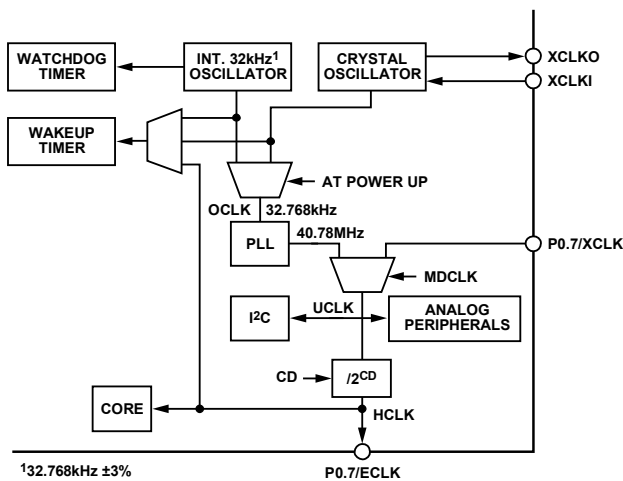 WATCHDOG
TIMER
INT. 32kHz¹
OSCILLATOR
CRYSTAL
OSCILLATOR
XCLKO
XCLKI
WAKEUP
TIMER
AT POWER UP
OCLK
32.768kHz
PLL
40.78MHz
P0.7/XCLK
MDCLK
I²C
UCLK
ANALOG
PERIPHERALS
CD
/2ᶜᴰ
CORE
HCLK
¹32.768kHz ±3%
P0.7/ECLK